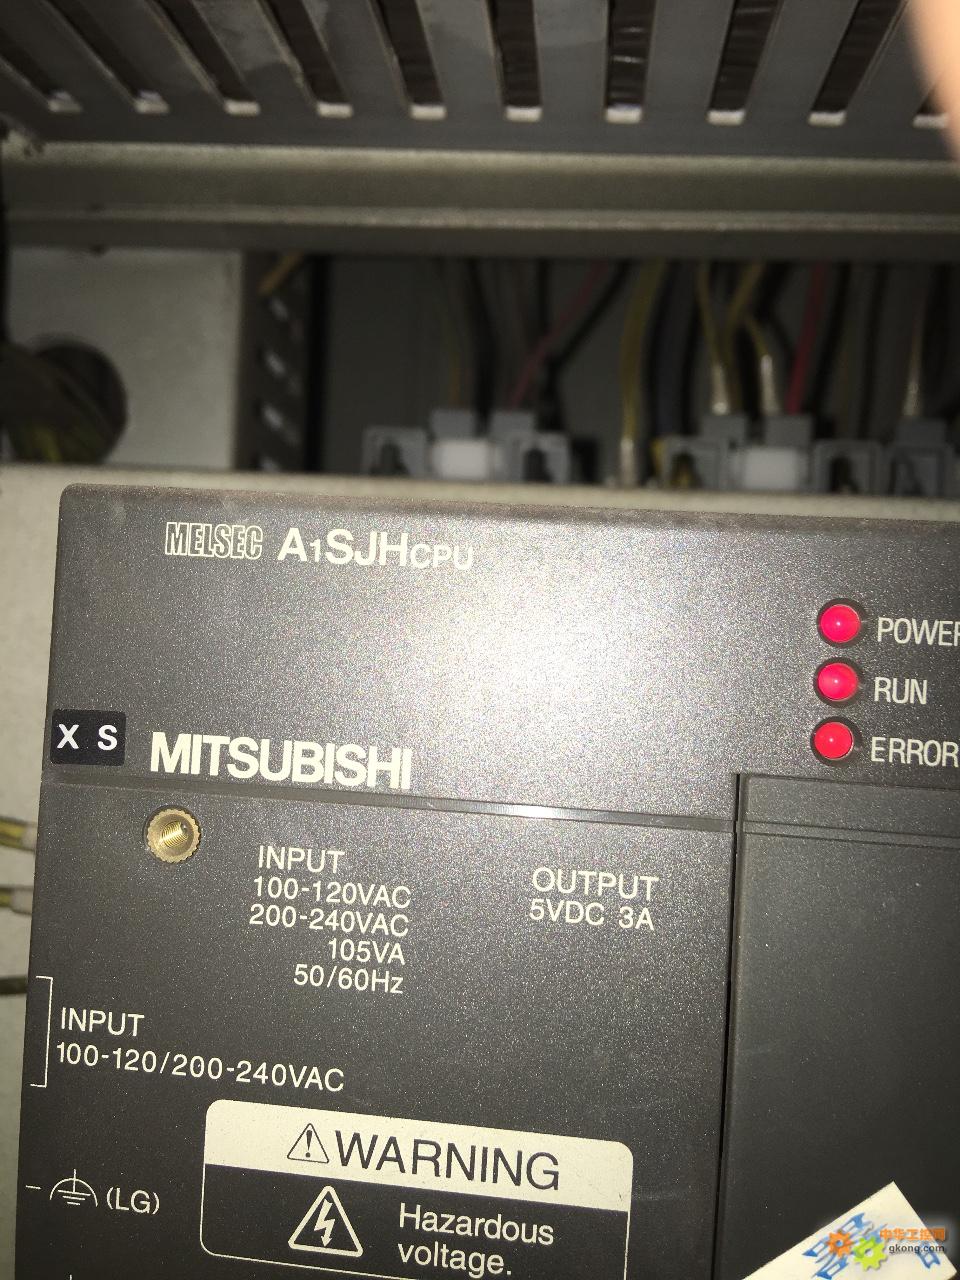 MELSEC A1SJHCPU
POWER
RUN
ERROR
X S
MITSUBISHI
INPUT
100-120VAC
200-240VAC
105VA
50/60Hz
OUTPUT
5VDC 3A
INPUT
100-120/200-240VAC
WARNING
(LG)
Hazardous
voltage.
中华工控网
gkong.com